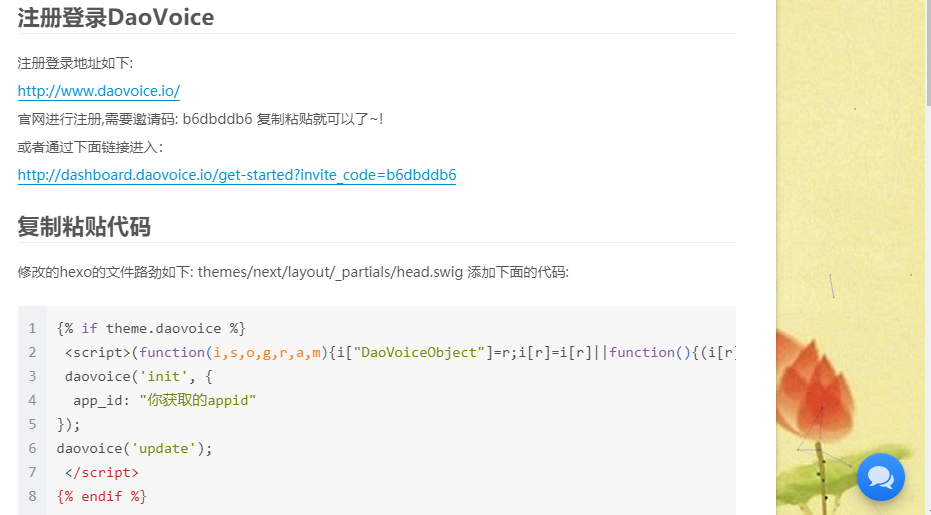 注册登录DaoVoice
注册登录地址如下:
http://www.daovoice.io/
官网进行注册,需要邀请码: b6dbddb6 复制粘贴就可以了~!
或者通过下面链接进入：
http://dashboard.daovoice.io/get-started?invite_code=b6dbddb6
复制粘贴代码
修改的hexo的文件路劲如下: themes/next/layout/_partials/head.swig 添加下面的代码:
1 {% if theme.daovoice %}
2 <script>(function(i,s,o,g,r,a,m){i["DaoVoiceObject"]=r;i[r]=i[r]||function(){(i[r]
3 daovoice('init', {
4 app_id: "你获取的appid"
5 });
6 daovoice('update');
7 </script>
8 {% endif %}